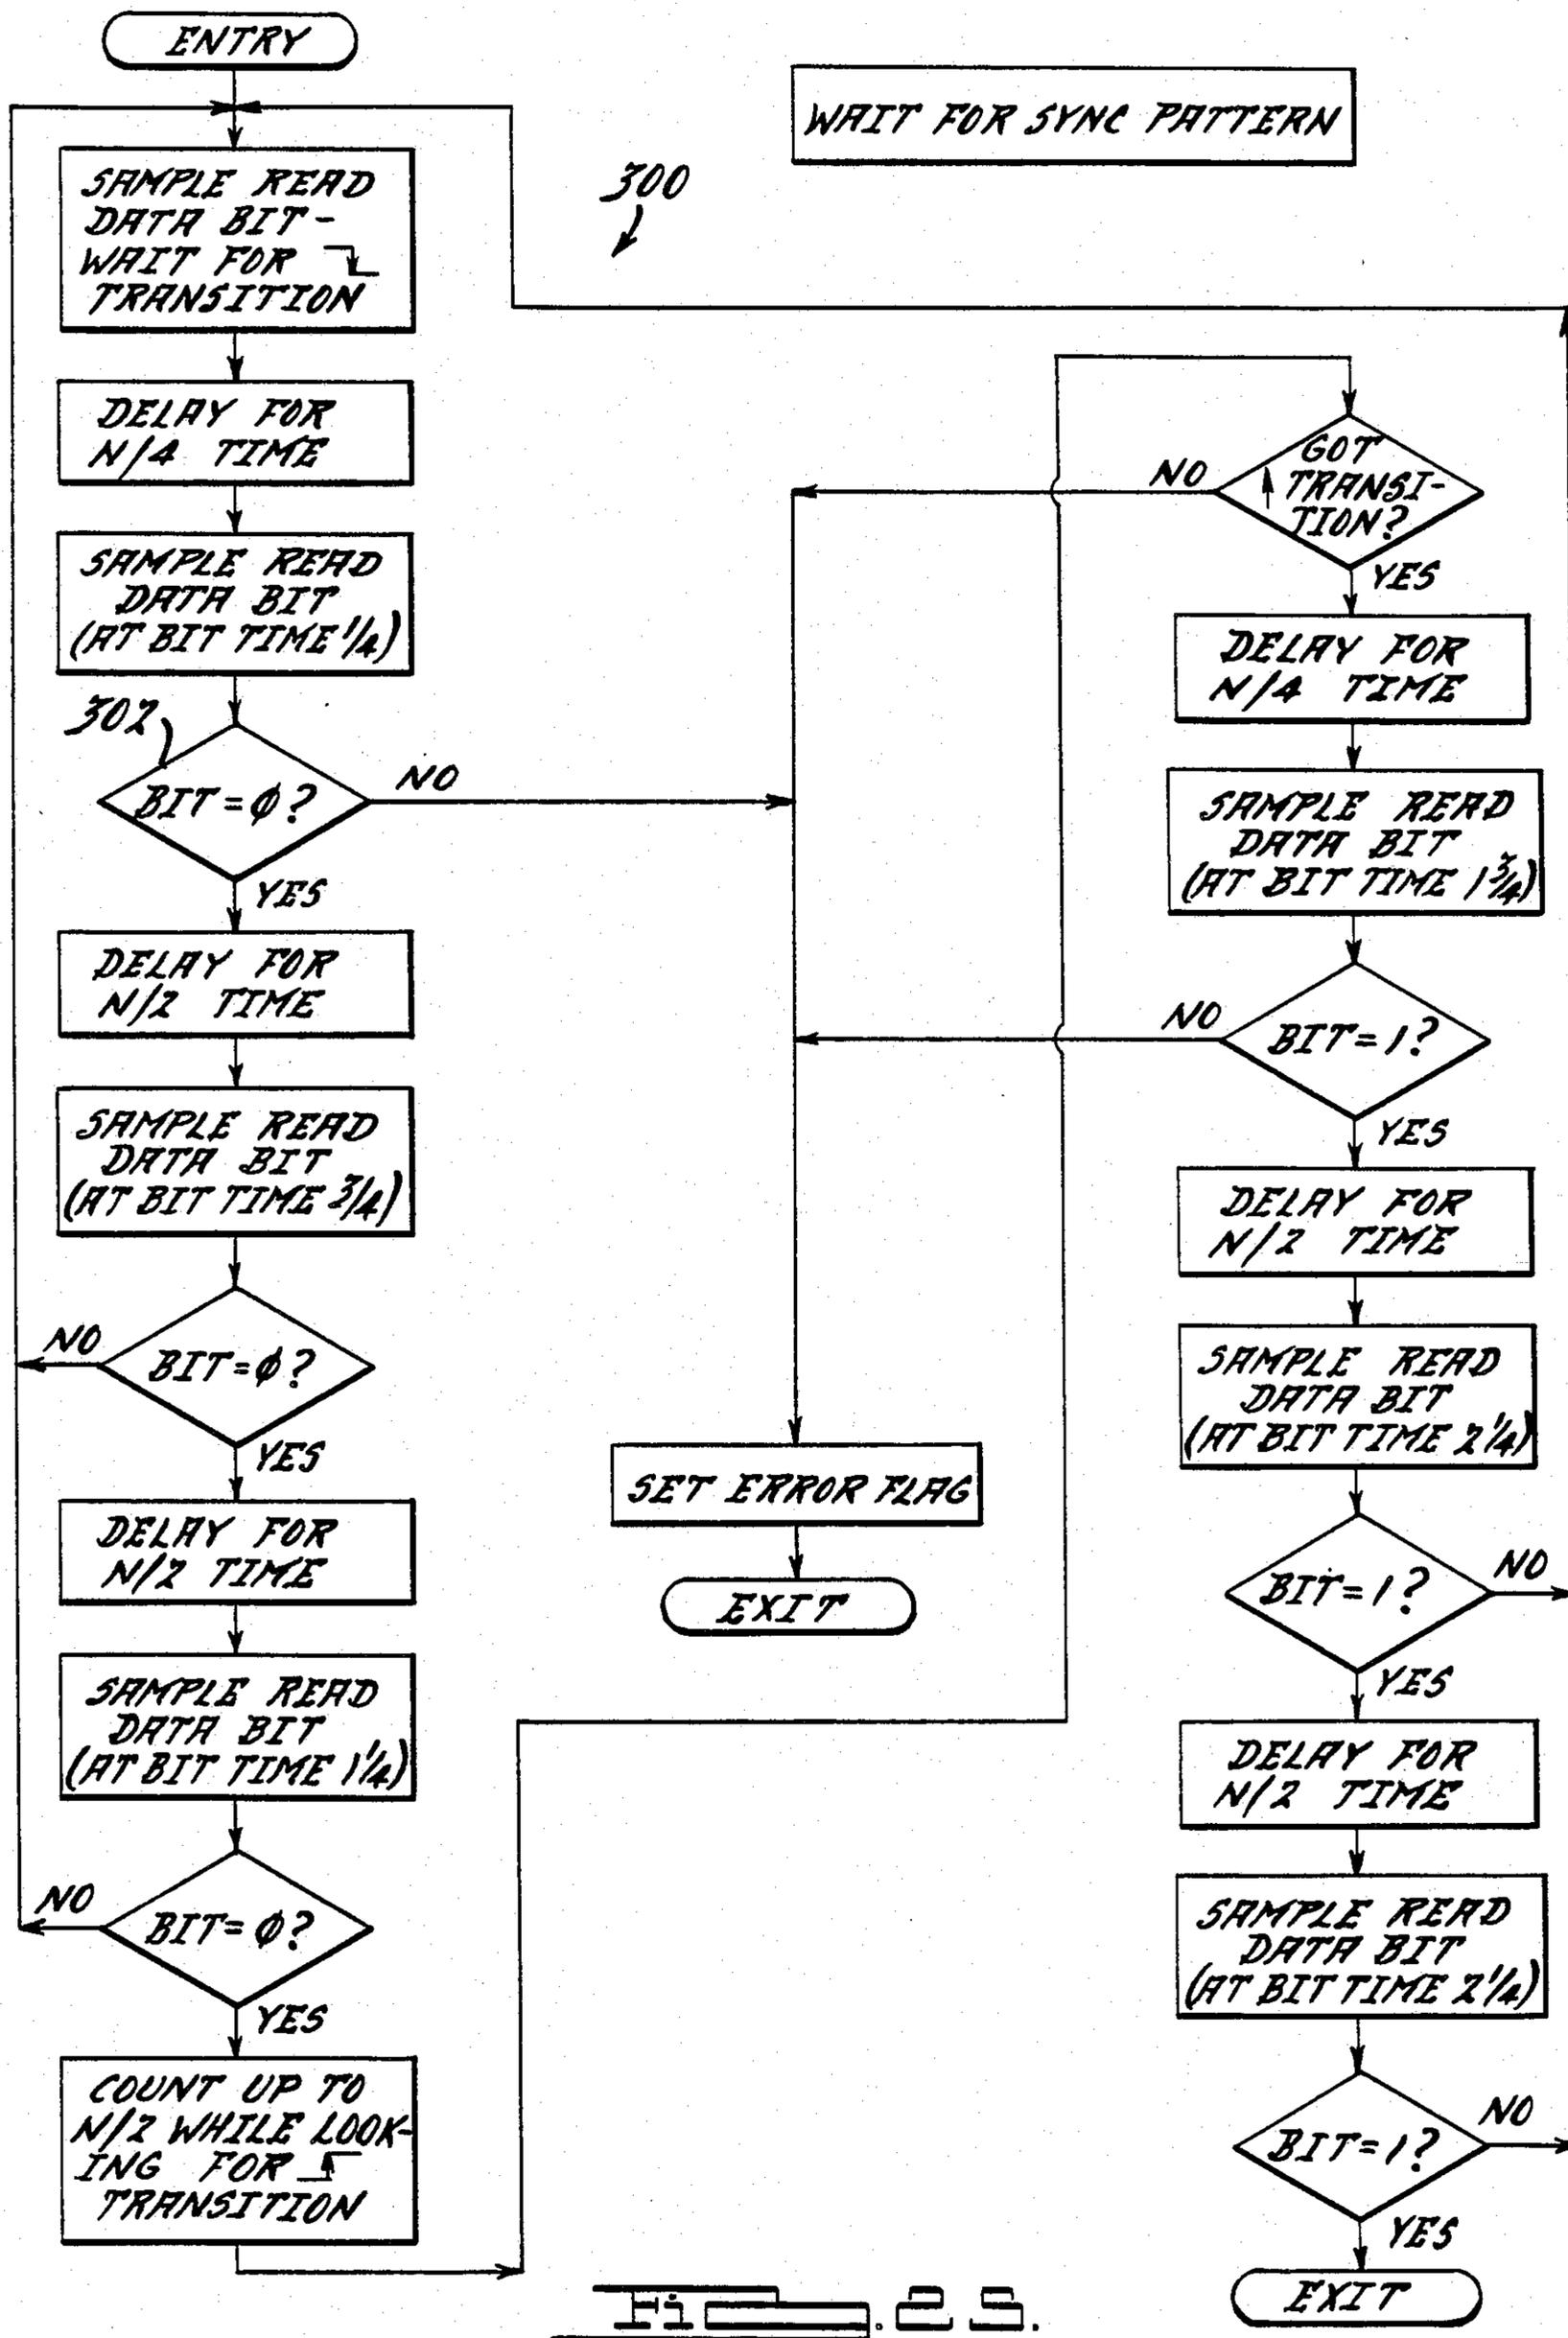 ENTRY
SAMPLE READ
DATA BIT-
WAIT FOR
TRANSITION
DELAY FOR
N/4 TIME
SAMPLE READ
DATA BIT
(AT BIT TIME 1/4)
302
BIT=φ?
NO
YES
DELAY FOR
N/2 TIME
SAMPLE READ
DATA BIT
(AT BIT TIME 3/4)
NO
BIT=φ?
YES
DELAY FOR
N/2 TIME
SAMPLE READ
DATA BIT
(AT BIT TIME 1 1/4)
NO
BIT=φ?
YES
COUNT UP TO
N/2 WHILE LOOK-
ING FOR
TRANSITION
WAIT FOR SYNC PATTERN
300
SET ERROR FLAG
EXIT
NO
GOT
TRANSI-
TION?
YES
DELAY FOR
N/4 TIME
SAMPLE READ
DATA BIT
(AT BIT TIME 1 3/4)
NO
BIT=1?
YES
DELAY FOR
N/2 TIME
SAMPLE READ
DATA BIT
(AT BIT TIME 2 1/4)
BIT=1?
NO
YES
DELAY FOR
N/2 TIME
SAMPLE READ
DATA BIT
(AT BIT TIME 2 1/4)
BIT=1?
NO
YES
EXIT